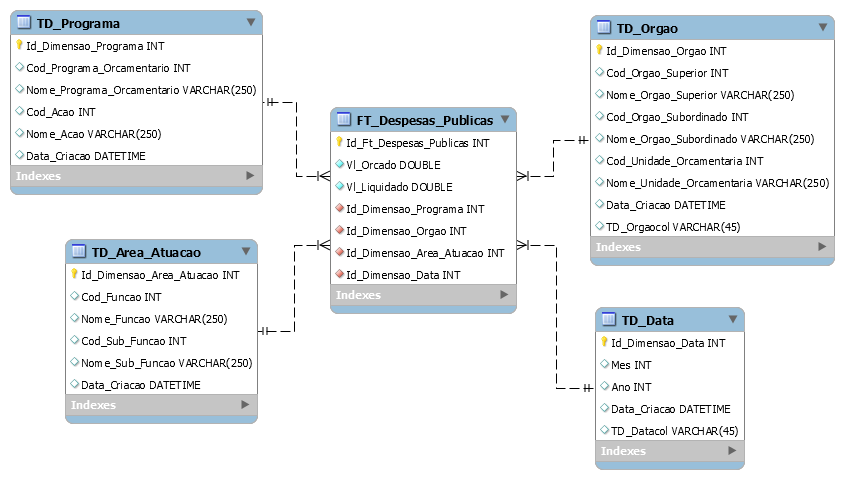 TD_Programa
Id_Dimensao_Programa INT
Cod_Programa_Orcamentario INT
Nome_Programa_Orcamentario VARCHAR(250)
Cod_Acao INT
Nome_Acao VARCHAR(250)
Data_Criacao DATETIME
Indexes
TD_Area_Atuacao
Id_Dimensao_Area_Atuacao INT
Cod_Funcao INT
Nome_Funcao VARCHAR(250)
Cod_Sub_Funcao INT
Nome_Sub_Funcao VARCHAR(250)
Data_Criacao DATETIME
Indexes
FT_Despesas_Publicas
Id_Ft_Despesas_Publicas INT
Vl_Orcado DOUBLE
Vl_Liquidado DOUBLE
Id_Dimensao_Programa INT
Id_Dimensao_Orgao INT
Id_Dimensao_Area_Atuacao INT
Id_Dimensao_Data INT
Indexes
TD_Orgao
Id_Dimensao_Orgao INT
Cod_Orgao_Superior INT
Nome_Orgao_Superior VARCHAR(250)
Cod_Orgao_Subordinado INT
Nome_Orgao_Subordinado VARCHAR(250)
Cod_Unidade_Orcamentaria INT
Nome_Unidade_Orcamentaria VARCHAR(250)
Data_Criacao DATETIME
TD_Orgaocol VARCHAR(45)
Indexes
TD_Data
Id_Dimensao_Data INT
Mes INT
Ano INT
Data_Criacao DATETIME
TD_Datacol VARCHAR(45)
Indexes